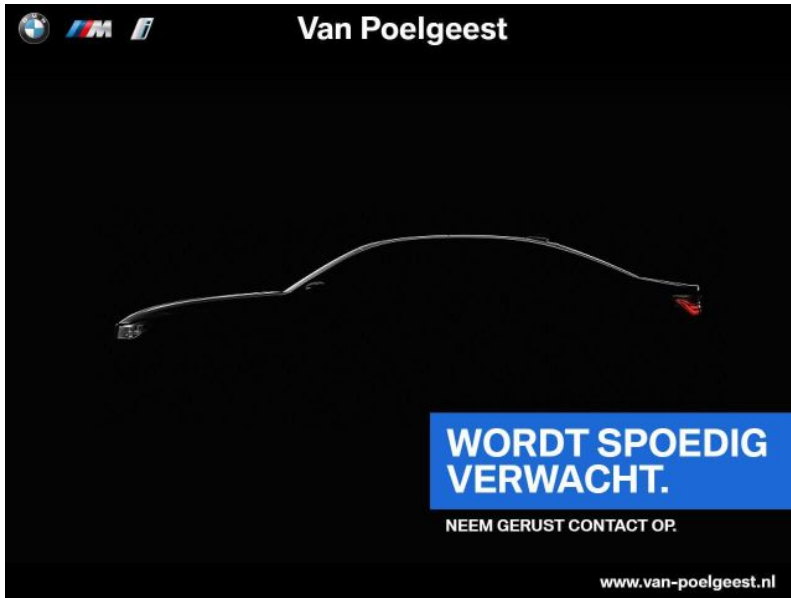 Van Poelgeest
WORDT SPOEDIG
VERWACHT.
NEEM GERUST CONTACT OP.
www.van-poelgeest.nl